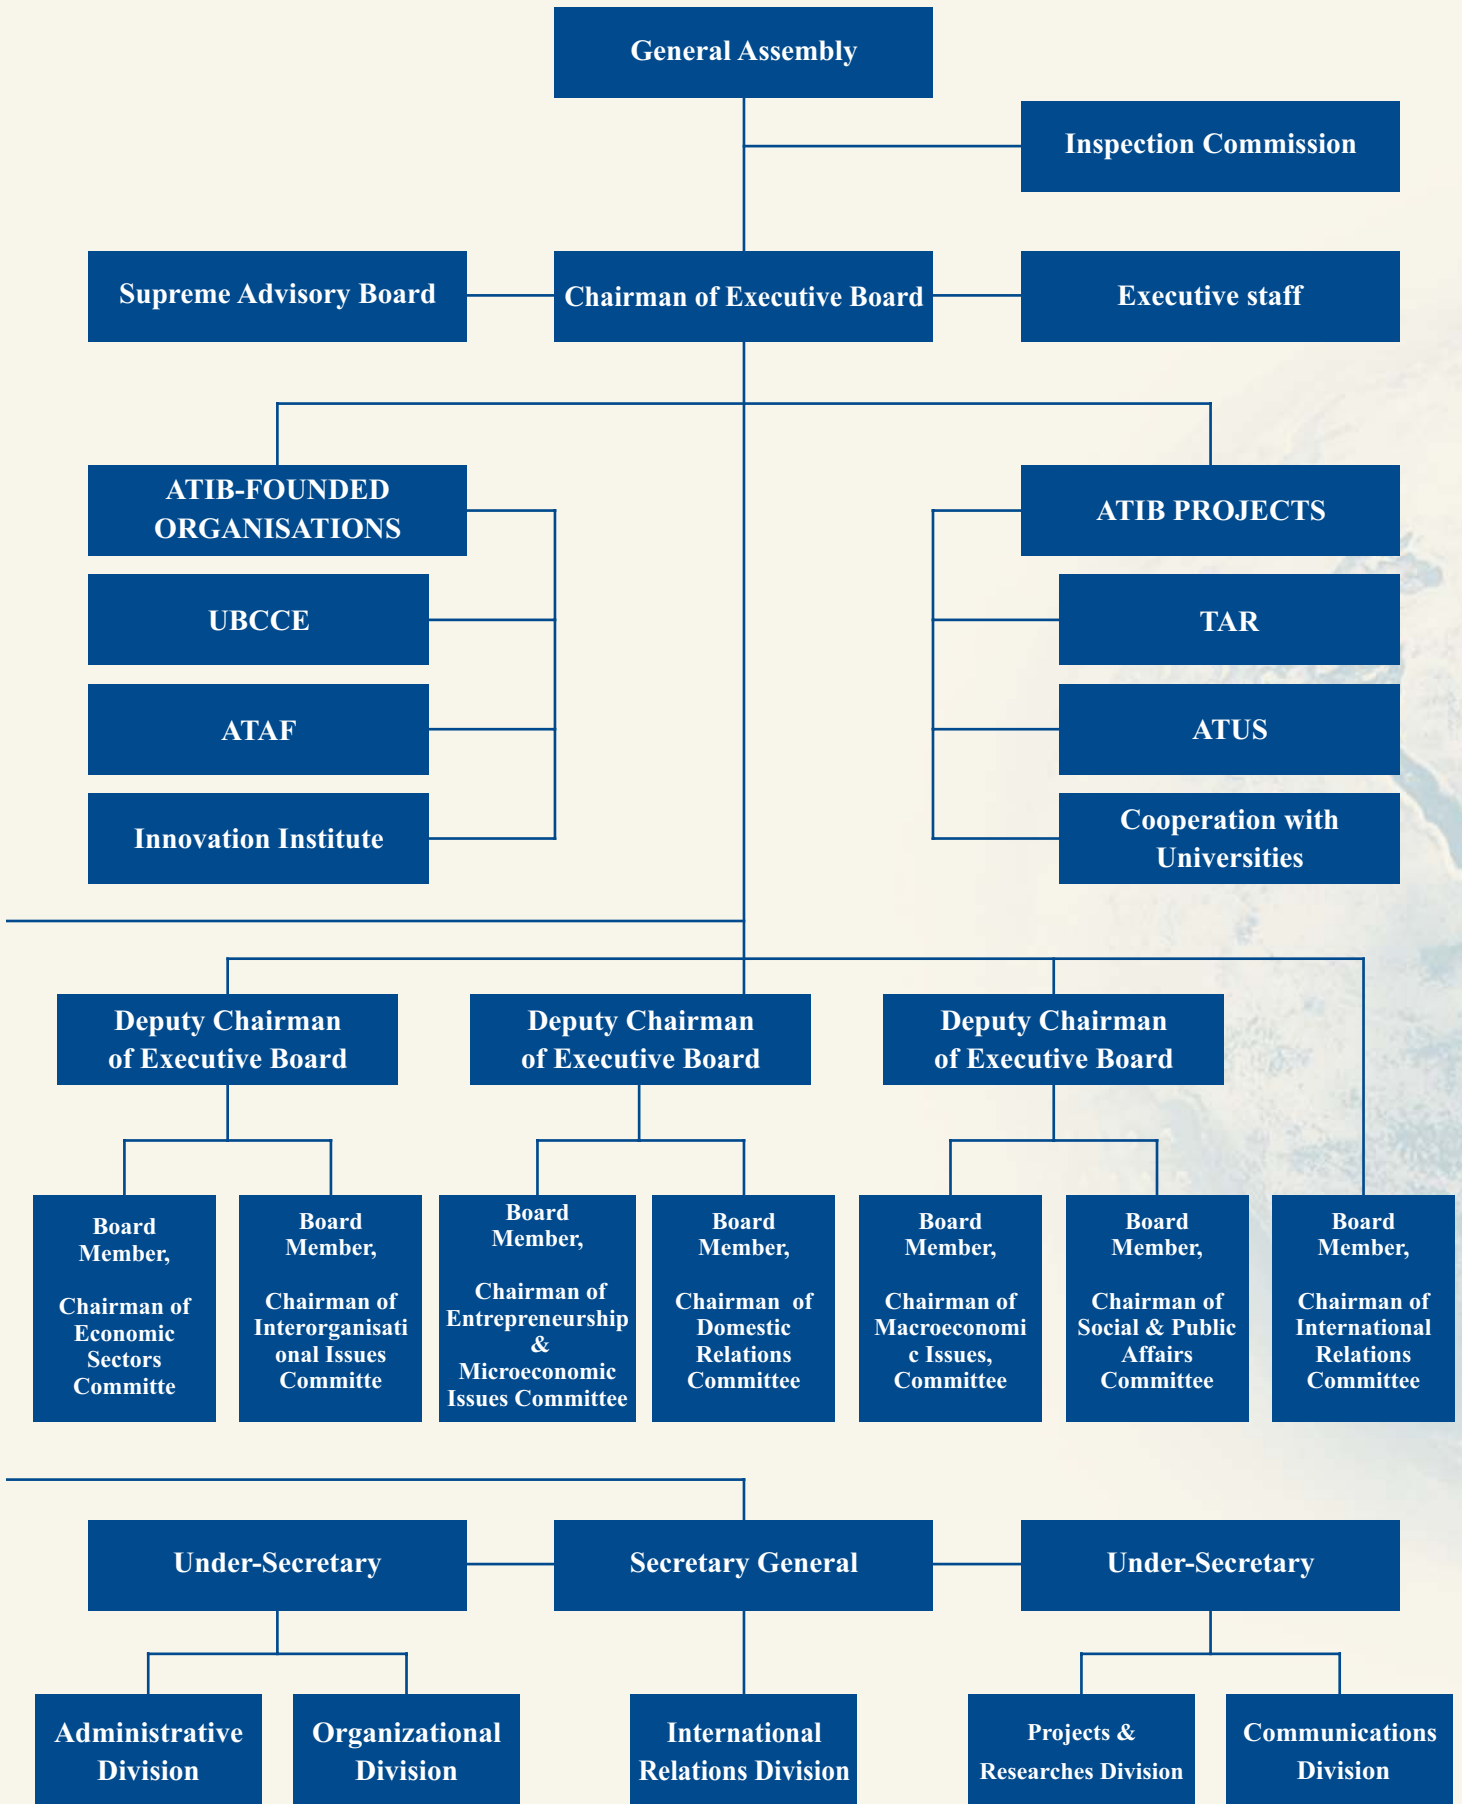 General Assembly
Inspection Commission
Supreme Advisory Board
Chairman of Executive Board
Executive staff
ATIB-FOUNDED
ORGANISATIONS
UBCCE
ATAF
Innovation Institute
ATIB PROJECTS
TAR
ATUS
Cooperation with
Universities
Deputy Chairman
of Executive Board
Deputy Chairman
of Executive Board
Deputy Chairman
of Executive Board
Board
Member,
Chairman of
Economic
Sectors
Committe
Board
Member,
Chairman of
Interorganisati
onal Issues
Committe
Board
Member,
Chairman of
Entrepreneurship
&
Microeconomic
Issues Committee
Board
Member,
Chairman of
Domestic
Relations
Committee
Board
Member,
Chairman of
Macroeconomi
c Issues,
Committee
Board
Member,
Chairman of
Social & Public
Affairs
Committee
Board
Member,
Chairman of
International
Relations
Committee
Under-Secretary
Secretary General
Under-Secretary
Administrative
Division
Organizational
Division
International
Relations Division
Projects &
Researches Division
Communications
Division